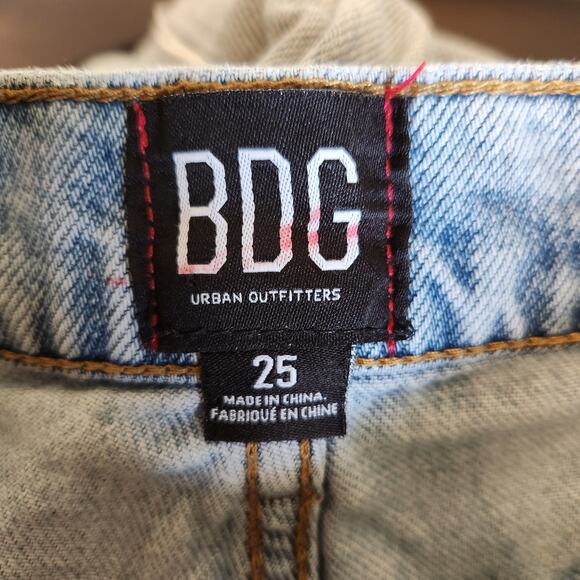 BDG
URBAN OUTFITTERS
25
MADE IN CHINA.
FABRIQUÉ EN CHINE